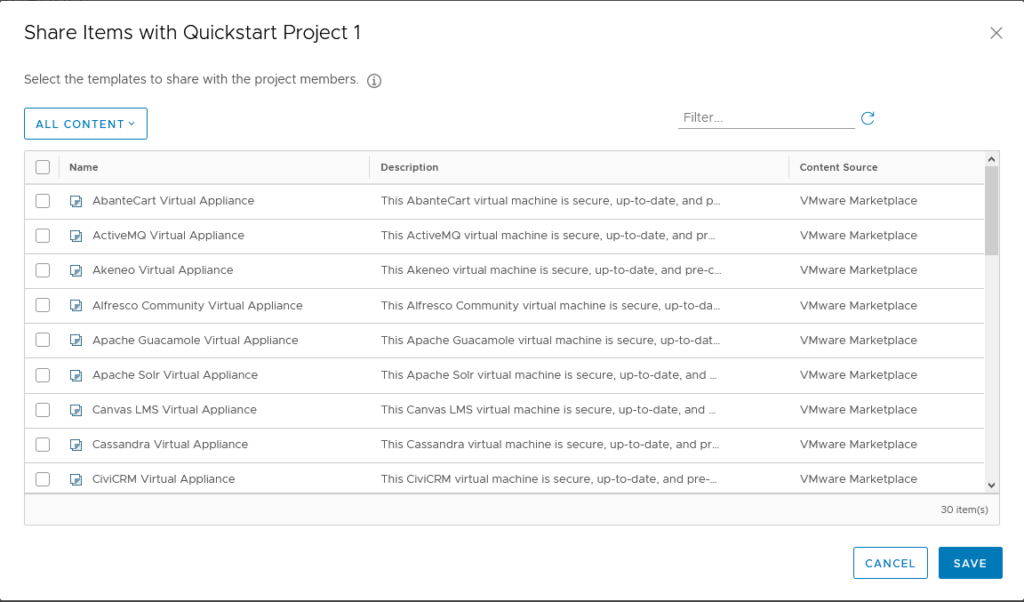 Share Items with Quickstart Project 1
Select the templates to share with the project members.
ALL CONTENT
Filter...
Name Description Content Source
AbanteCart Virtual Appliance This AbanteCart virtual machine is secure, up-to-date, and p... VMware Marketplace
ActiveMQ Virtual Appliance This ActiveMQ virtual machine is secure, up-to-date, and pr... VMware Marketplace
Akeneo Virtual Appliance This Akeneo virtual machine is secure, up-to-date, and pre-c... VMware Marketplace
Alfresco Community Virtual Appliance This Alfresco Community virtual machine is secure, up-to-da... VMware Marketplace
Apache Guacamole Virtual Appliance This Apache Guacamole virtual machine is secure, up-to-dat... VMware Marketplace
Apache Solr Virtual Appliance This Apache Solr virtual machine is secure, up-to-date, and ... VMware Marketplace
Canvas LMS Virtual Appliance This Canvas LMS virtual machine is secure, up-to-date, and ... VMware Marketplace
Cassandra Virtual Appliance This Cassandra virtual machine is secure, up-to-date, and pr... VMware Marketplace
CiviCRM Virtual Appliance This CiviCRM virtual machine is secure, up-to-date, and pre-... VMware Marketplace
30 item(s)
CANCEL SAVE